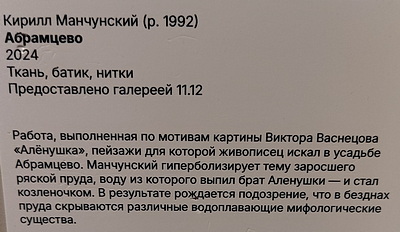 Кирилл Манчунский (р. 1992)
Абрамцево
2024
Ткань, батик, нитки
Предоставлено галереей 11.12
Работа, выполненная по мотивам картины Виктора Васнецова
«Алёнушка», пейзажи для которой живописец искал в усадьбе
Абрамцево. Манчунский гиперболизирует тему заросшего
ряской пруда, воду из которого выпил брат Аленушки — и стал
козленочком. В результате рождается подозрение, что в безднах
пруда скрываются различные водоплавающие мифологические
существа.